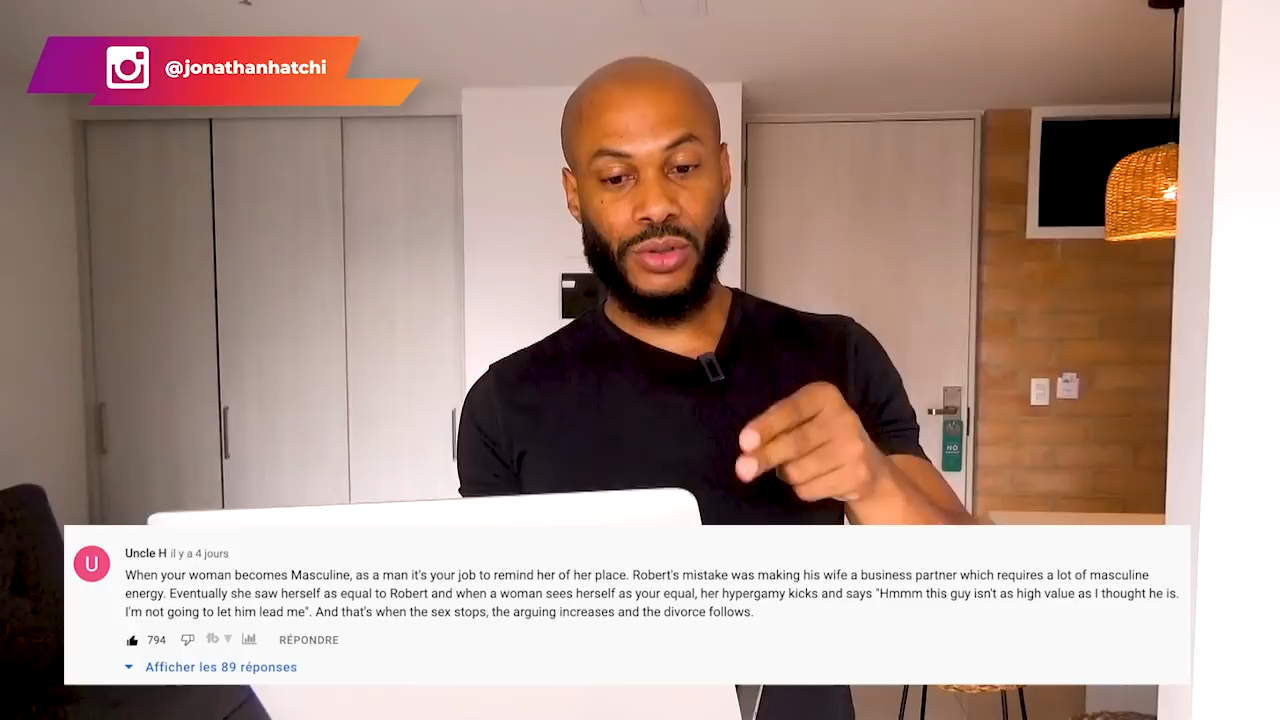 @jonathanhatchi
NO
U
Uncle H il y a 4 jours
When your woman becomes Masculine, as a man it's your job to remind her of her place. Robert's mistake was making his wife a business partner which requires a lot of masculine
energy. Eventually she saw herself as equal to Robert and when a woman sees herself as your equal, her hypergamy kicks and says "Hmmm this guy isn't as high value as I thought he is.
I'm not going to let him lead me". And that's when the sex stops, the arguing increases and the divorce follows.
794 tb RÉPONDRE
Afficher les 89 réponses